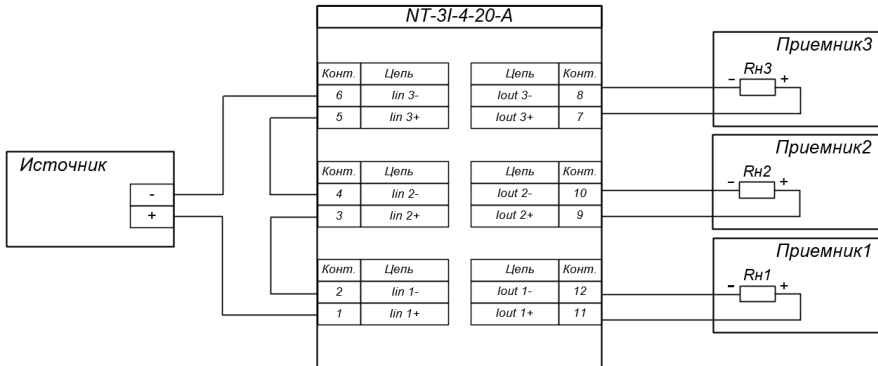 NT-3I-4-20-A
Источник
-
+
Конт. Цепь
6 Iin 3-
5 Iin 3+
Цепь Конт.
Iout 3- 8
Iout 3+ 7
Конт. Цепь
4 Iin 2-
3 Iin 2+
Цепь Конт.
Iout 2- 10
Iout 2+ 9
Конт. Цепь
2 Iin 1-
1 Iin 1+
Цепь Конт.
Iout 1- 12
Iout 1+ 11
Приемник3
Rн3
- +
Приемник2
Rн2
- +
Приемник1
Rн1
- +